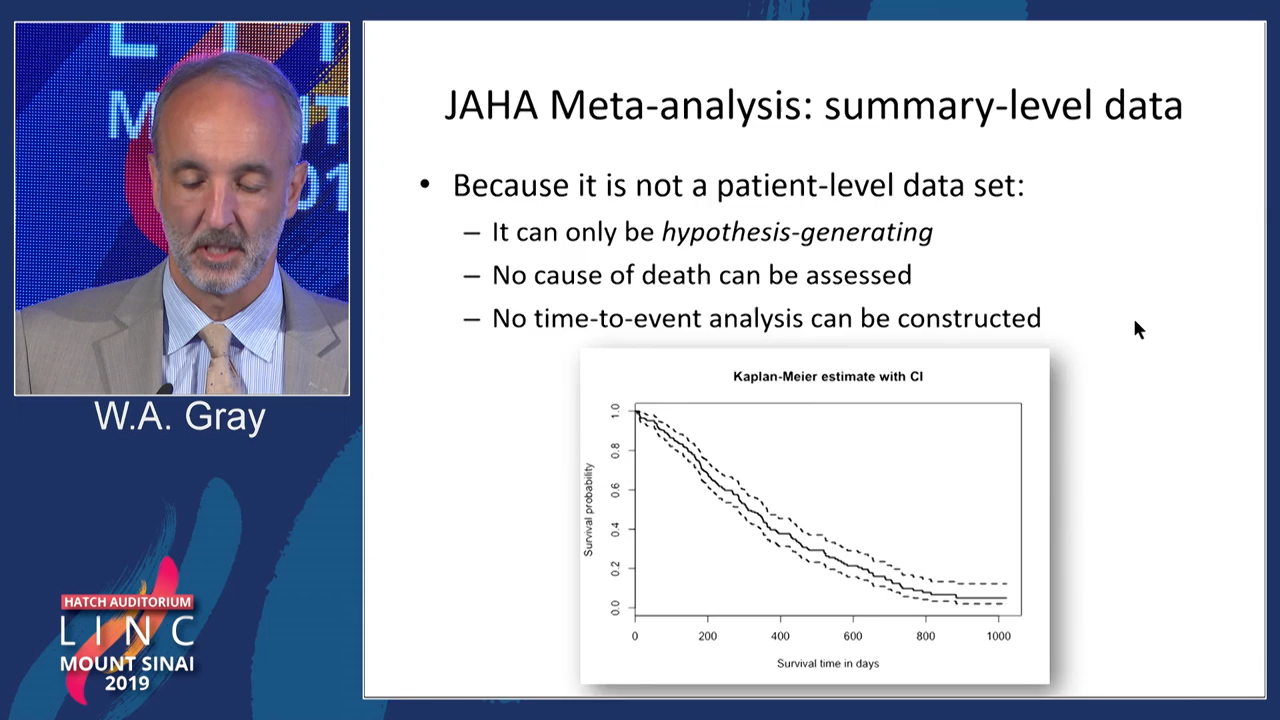 L I
MOUNT
01
W.A. Gray
HATCH AUDITORIUM
L I N C
MOUNT SINAI
2019
JAHA Meta-analysis: summary-level data
• Because it is not a patient-level data set:
– It can only be hypothesis-generating
– No cause of death can be assessed
– No time-to-event analysis can be constructed
Kaplan-Meier estimate with CI
Survival probability
1.0
0.8
0.6
0.4
0.2
0.0
0 200 400 600 800 1000
Survival time in days